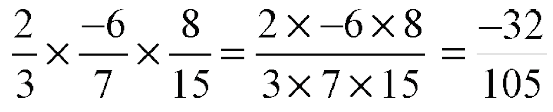 2/3 × −6/7 × 8/15 = 2 × −6 × 8 / 3 × 7 × 15 = −32/105